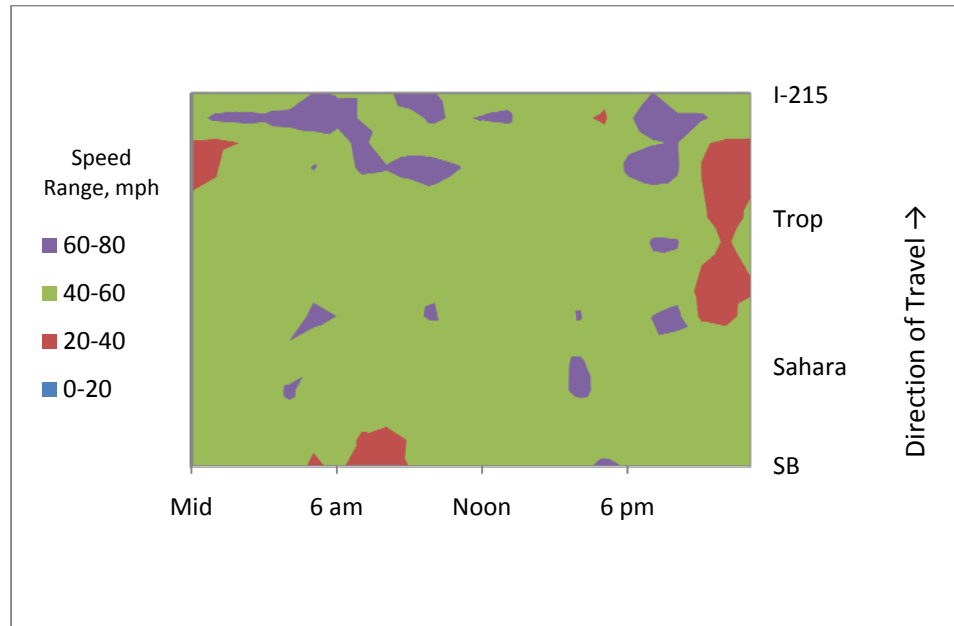 Speed
Range, mph
60-80
40-60
20-40
0-20
I-215
Trop
Sahara
SB
Direction of Travel →
Mid
6 am
Noon
6 pm